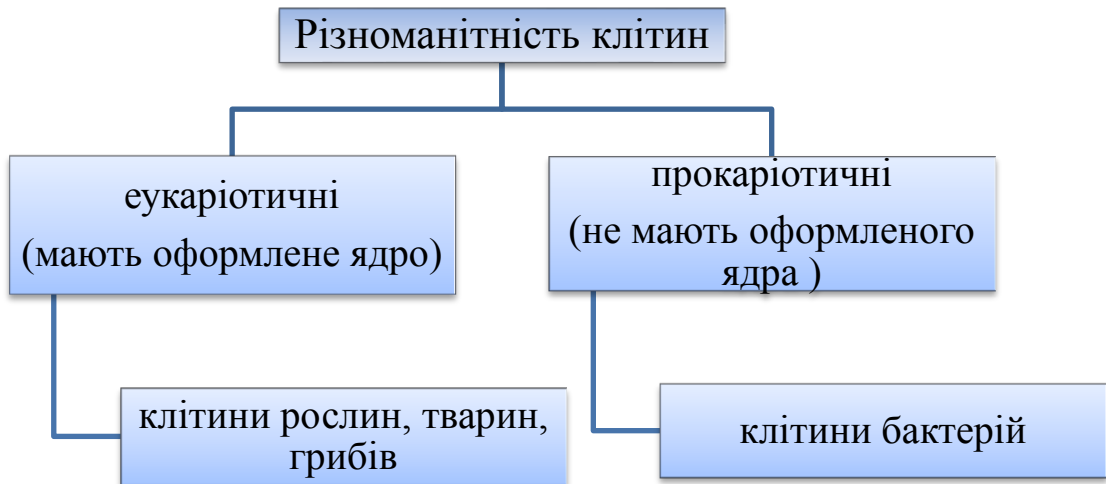 Різноманітність клітин
еукаріотичні
(мають оформлене ядро)
прокаріотичні
(не мають оформленого
ядра )
клітини рослин, тварин,
грибів
клітини бактерій